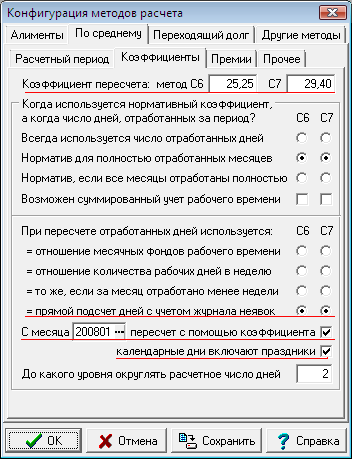 Конфигурация методов расчета
Алименты По среднему Переходящий долг Другие методы
Расчетный период Коэффициенты Премии Прочее
Коэффициент пересчета: метод С6 25,25 С7 29,40
Когда используется нормативный коэффициент,
а когда число дней, отработанных за период? С6 С7
Всегда используется число отработанных дней
Норматив для полностью отработанных месяцев
Норматив, если все месяцы отработаны полностью
Возможен суммированный учет рабочего времени
При пересчете отработанных дней используется: С6 С7
= отношение месячных фондов рабочего времени
= отношение количества рабочих дней в неделю
= то же, если за месяц отработано менее недели
= прямой подсчет дней с учетом журнала неявок
С месяца 200801 ••• пересчет с помощью коэффициента
календарные дни включают праздники
До какого уровня округлять расчетное число дней 2
OK Отмена Сохранить ? Справка